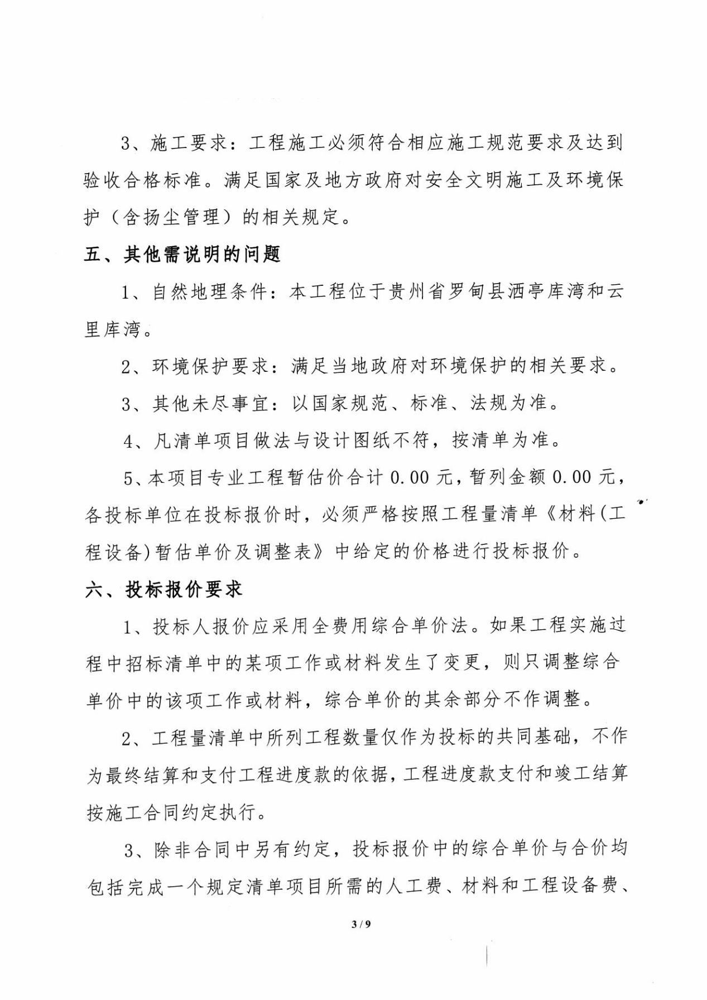 3、施工要求：工程施工必须符合相应施工规范要求及达到
验收合格标准。满足国家及地方政府对安全文明施工及环境保
护（含扬尘管理）的相关规定。
五、其他需说明的问题
1、自然地理条件：本工程位于贵州省罗甸县洒亭库湾和云
里库湾。
2、环境保护要求：满足当地政府对环境保护的相关要求。
3、其他未尽事宜：以国家规范、标准、法规为准。
4、凡清单项目做法与设计图纸不符，按清单为准。
5、本项目专业工程暂估价合计 0.00 元，暂列金额 0.00 元，
各投标单位在投标报价时，必须严格按照工程量清单《材料(工
程设备)暂估单价及调整表》中给定的价格进行投标报价。
六、投标报价要求
1、投标人报价应采用全费用综合单价法。如果工程实施过
程中招标清单中的某项工作或材料发生了变更，则只调整综合
单价中的该项工作或材料，综合单价的其余部分不作调整。
2、工程量清单中所列工程数量仅作为投标的共同基础，不作
为最终结算和支付工程进度款的依据，工程进度款支付和竣工结算
按施工合同约定执行。
3、除非合同中另有约定，投标报价中的综合单价与合价均
包括完成一个规定清单项目所需的人工费、材料和工程设备费、
3 / 9